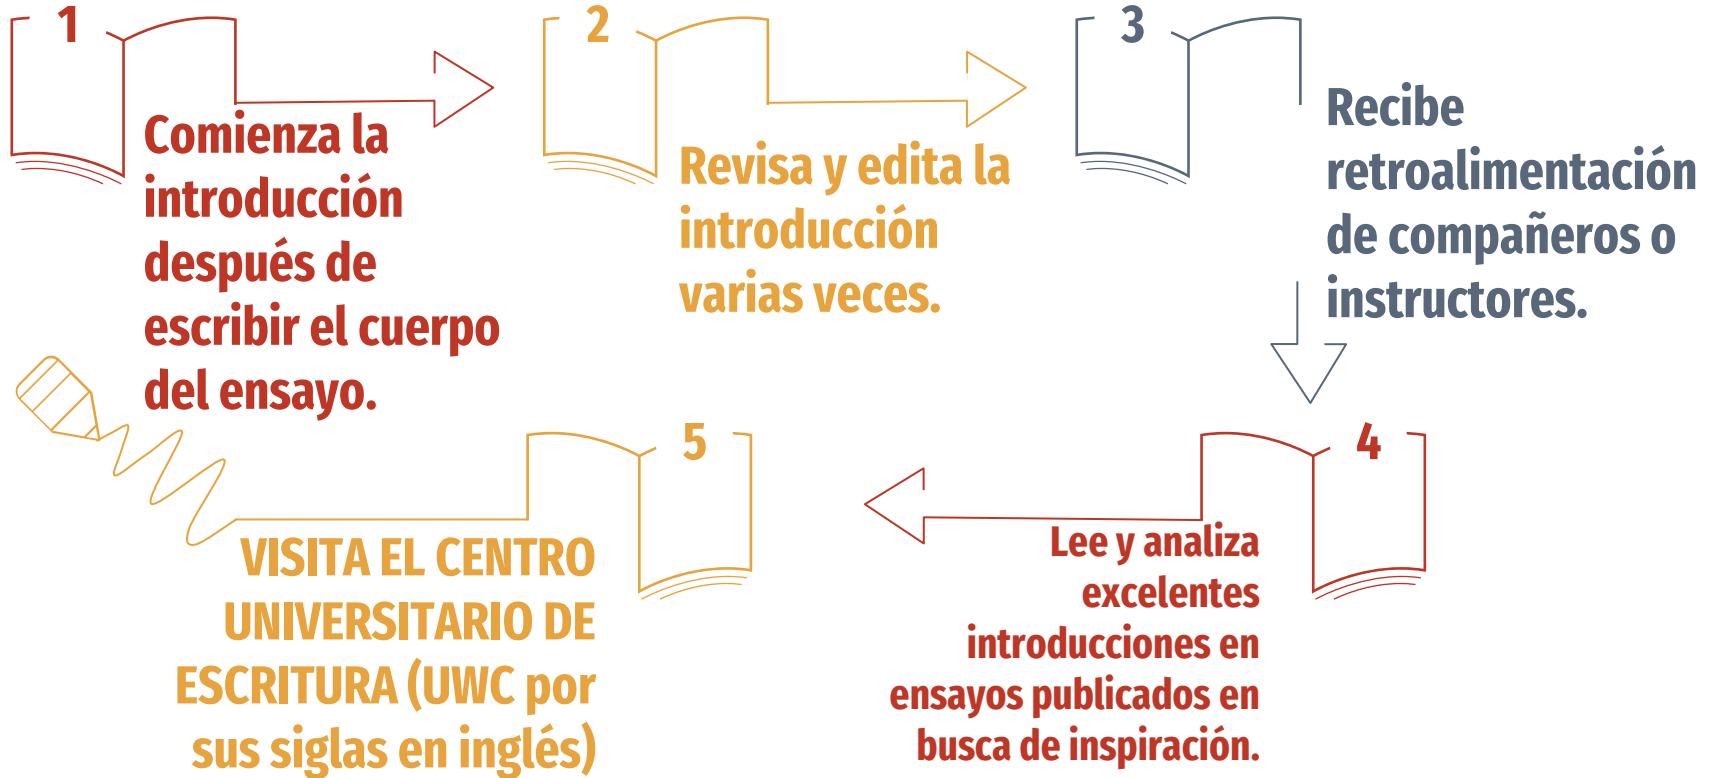 1
Comienza la
introducción
después de
escribir el cuerpo
del ensayo.
2
Revisa y edita la
introducción
varias veces.
3
Recibe
retroalimentación
de compañeros o
instructores.
4
Lee y analiza
excelentes
introducciones en
ensayos publicados en
busca de inspiración.
5
VISITA EL CENTRO
UNIVERSITARIO DE
ESCRITURA (UWC por
sus siglas en inglés)